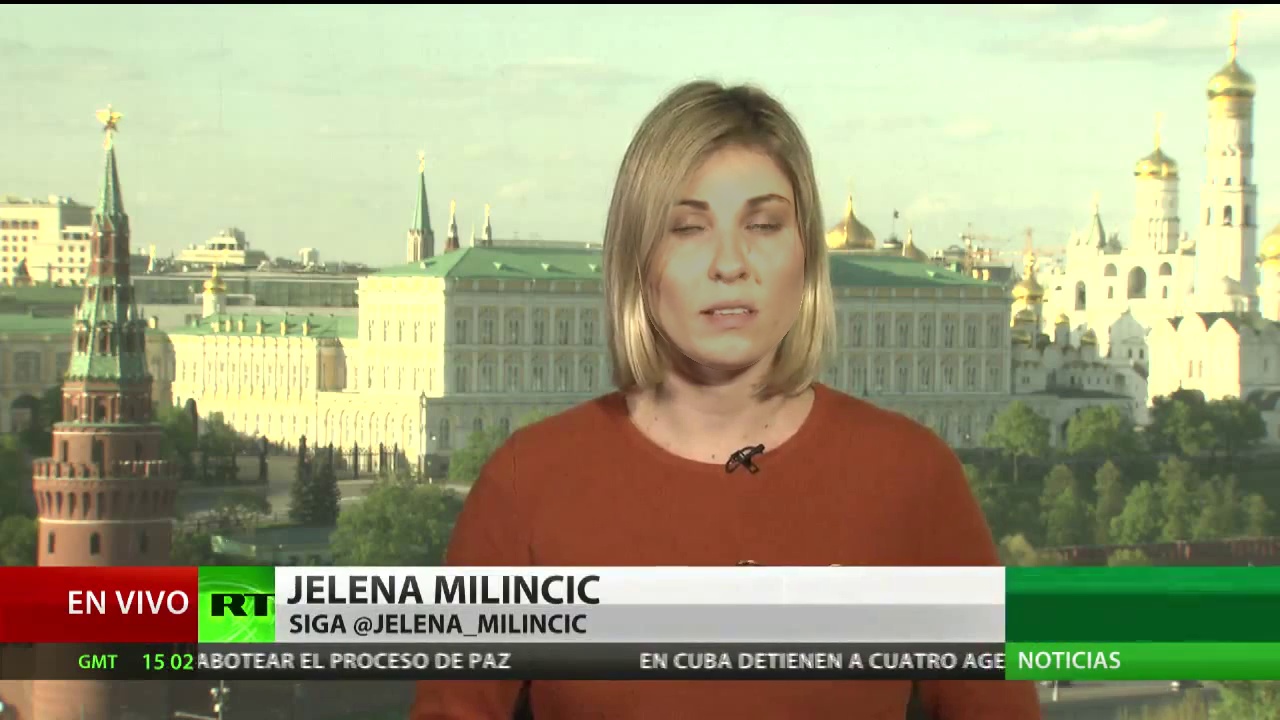 EN VIVO
RT
JELENA MILINCIC
SIGA @JELENA_MILINCIC
GMT 15 02
ABOTEAR EL PROCESO DE PAZ EN CUBA DETIENEN A CUATRO AGE
NOTICIAS